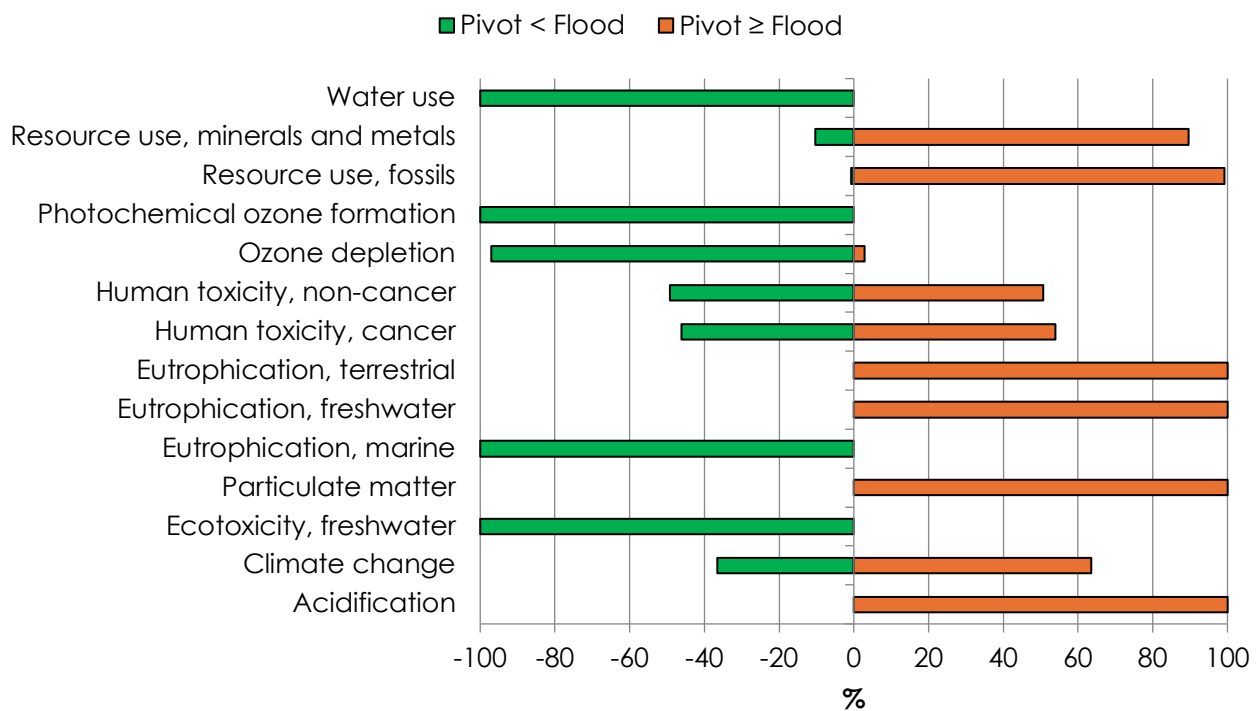 Pivot < Flood Pivot ≥ Flood
Water use
Resource use, minerals and metals
Resource use, fossils
Photochemical ozone formation
Ozone depletion
Human toxicity, non-cancer
Human toxicity, cancer
Eutrophication, terrestrial
Eutrophication, freshwater
Eutrophication, marine
Particulate matter
Ecotoxicity, freshwater
Climate change
Acidification
-100 -80 -60 -40 -20 0 20 40 60 80 100
%